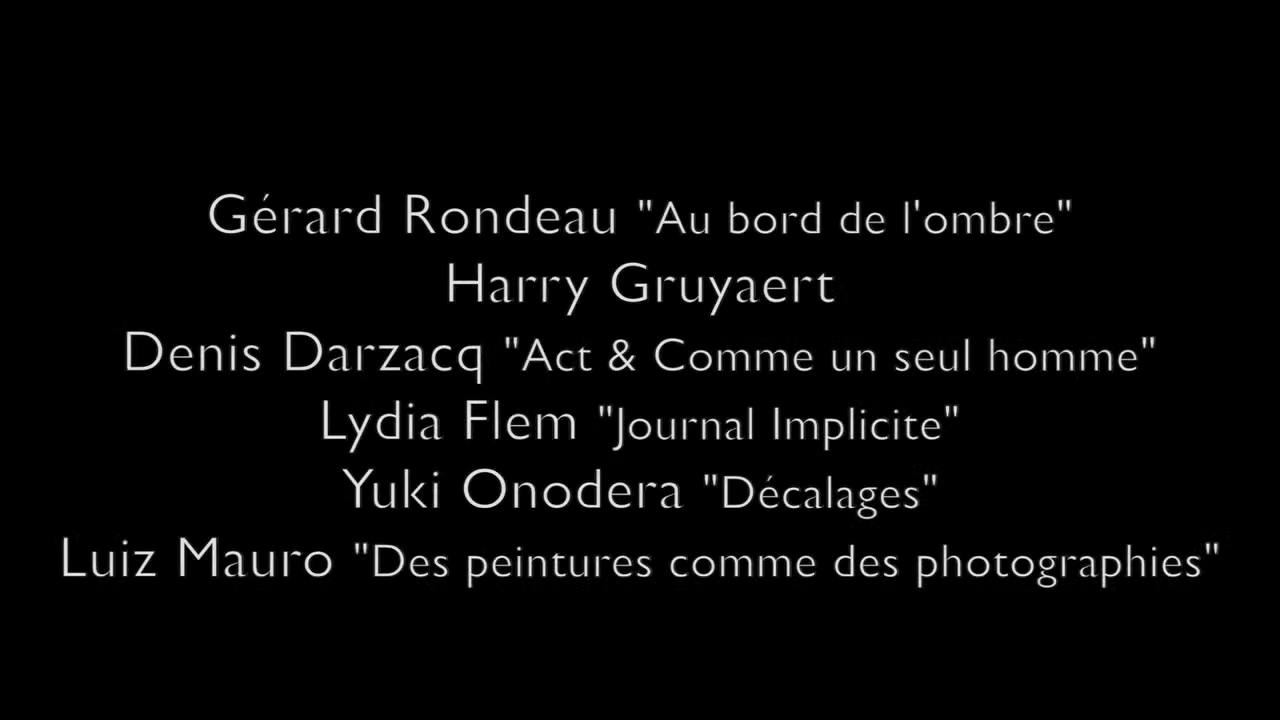 Gérard Rondeau "Au bord de l'ombre"
Harry Gruyaert
Denis Darzacq "Act & Comme un seul homme"
Lydia Flem "Journal Implicite"
Yuki Onodera "Décalages"
Luiz Mauro "Des peintures comme des photographies"